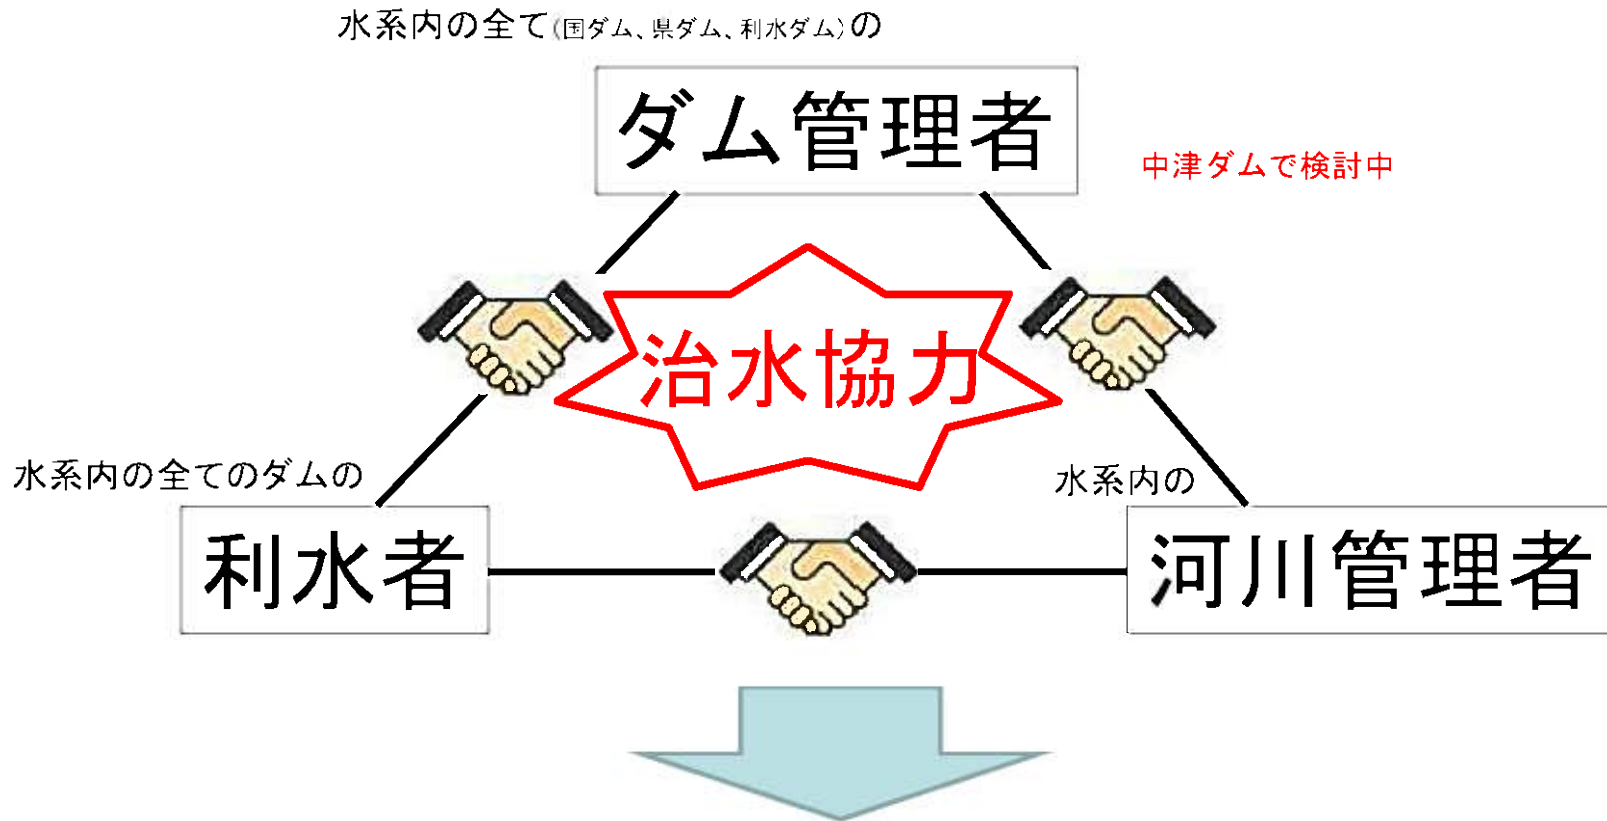 水系内の全て(国ダム、県ダム、利水ダム)の
ダム管理者
中津ダムで検討中
治水協力
水系内の全てのダムの
水系内の
利水者
河川管理者